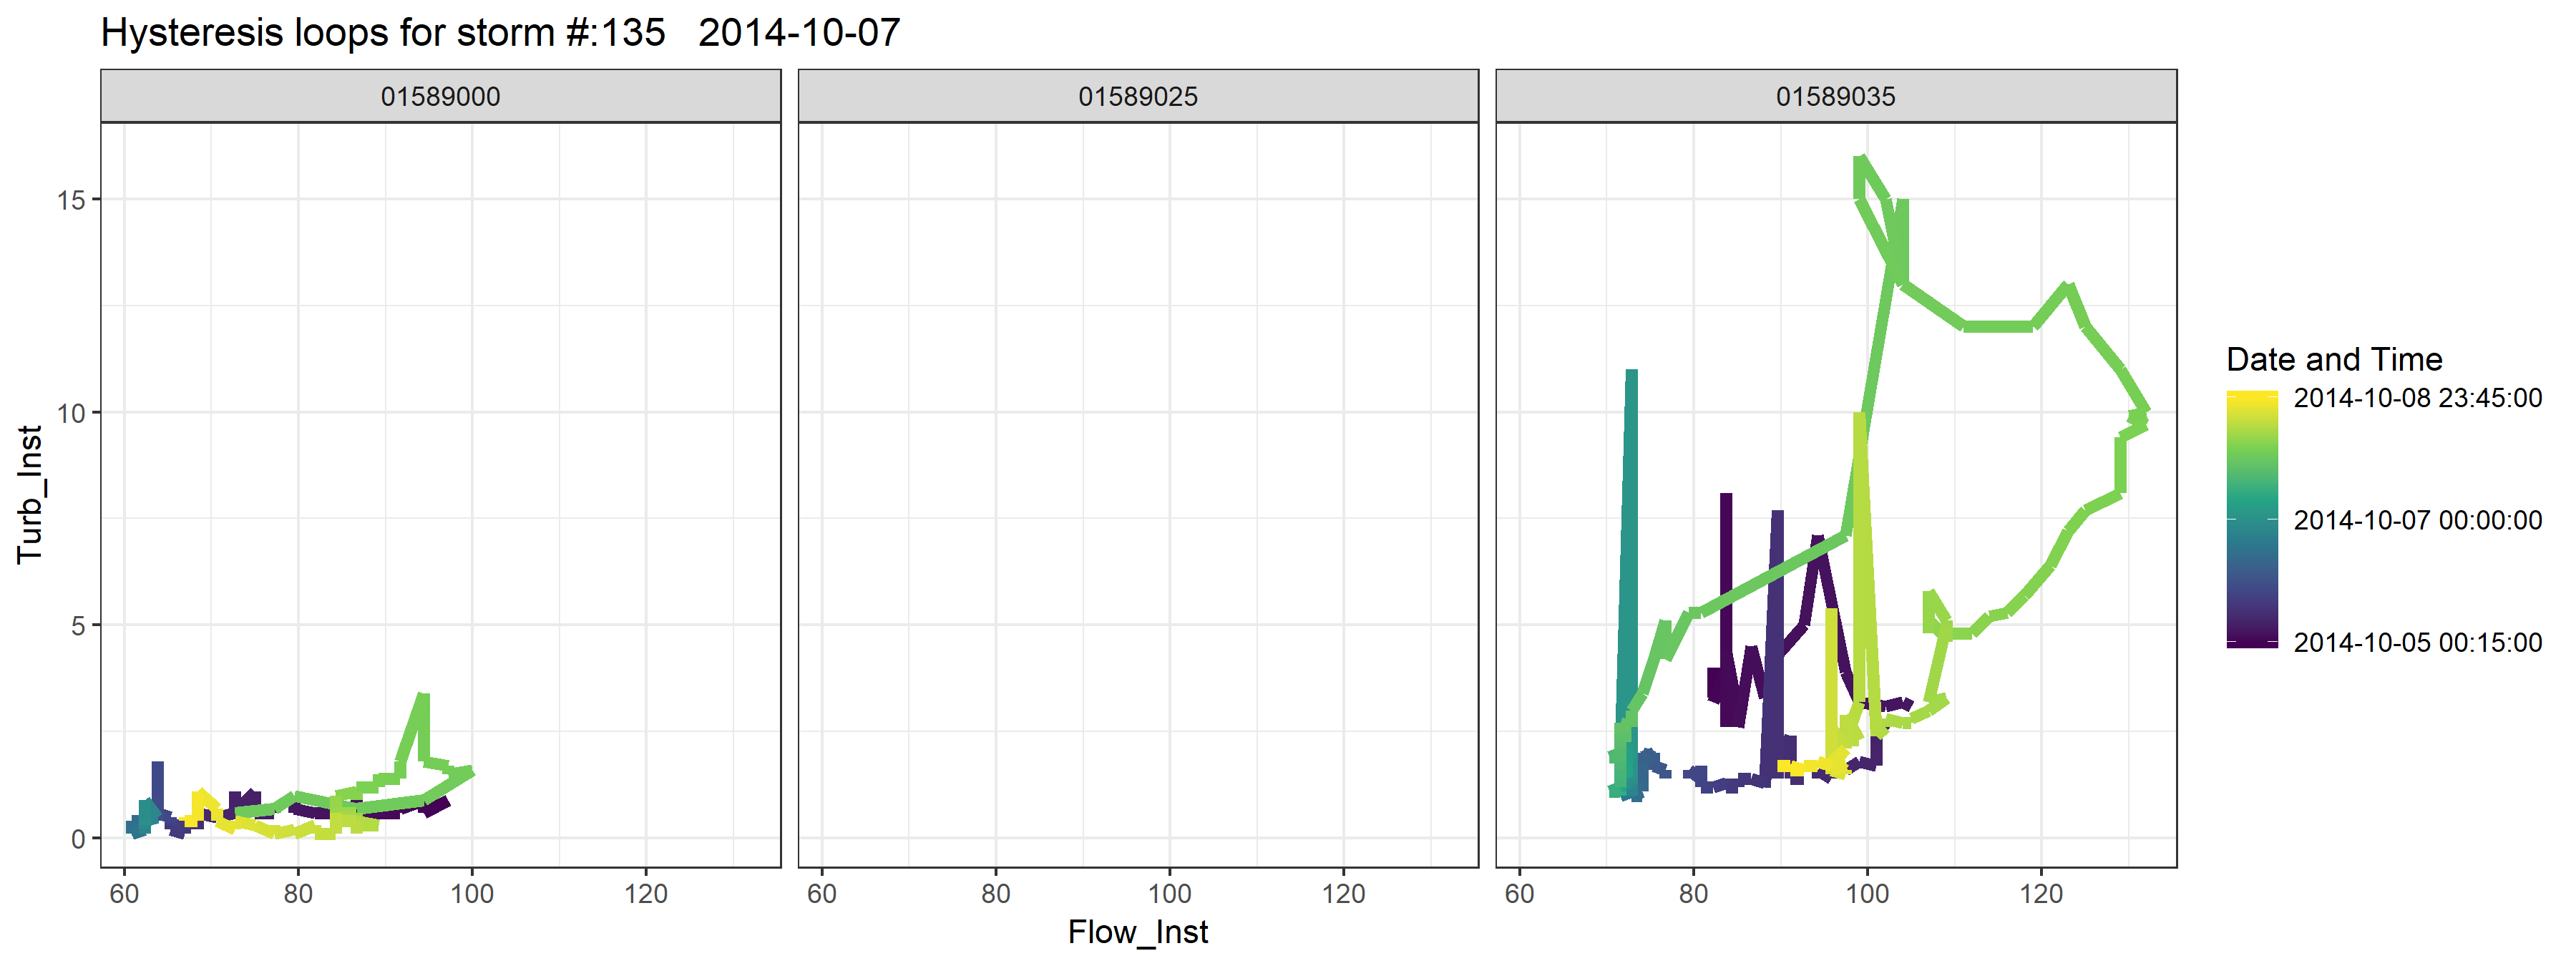 Hysteresis loops for storm #:135   2014-10-07
01589000
01589025
01589035
Turb_Inst
15
10
5
0
60 80 100 120
60 80 100 120
60 80 100 120
Flow_Inst
Date and Time
2014-10-08 23:45:00
2014-10-07 00:00:00
2014-10-05 00:15:00